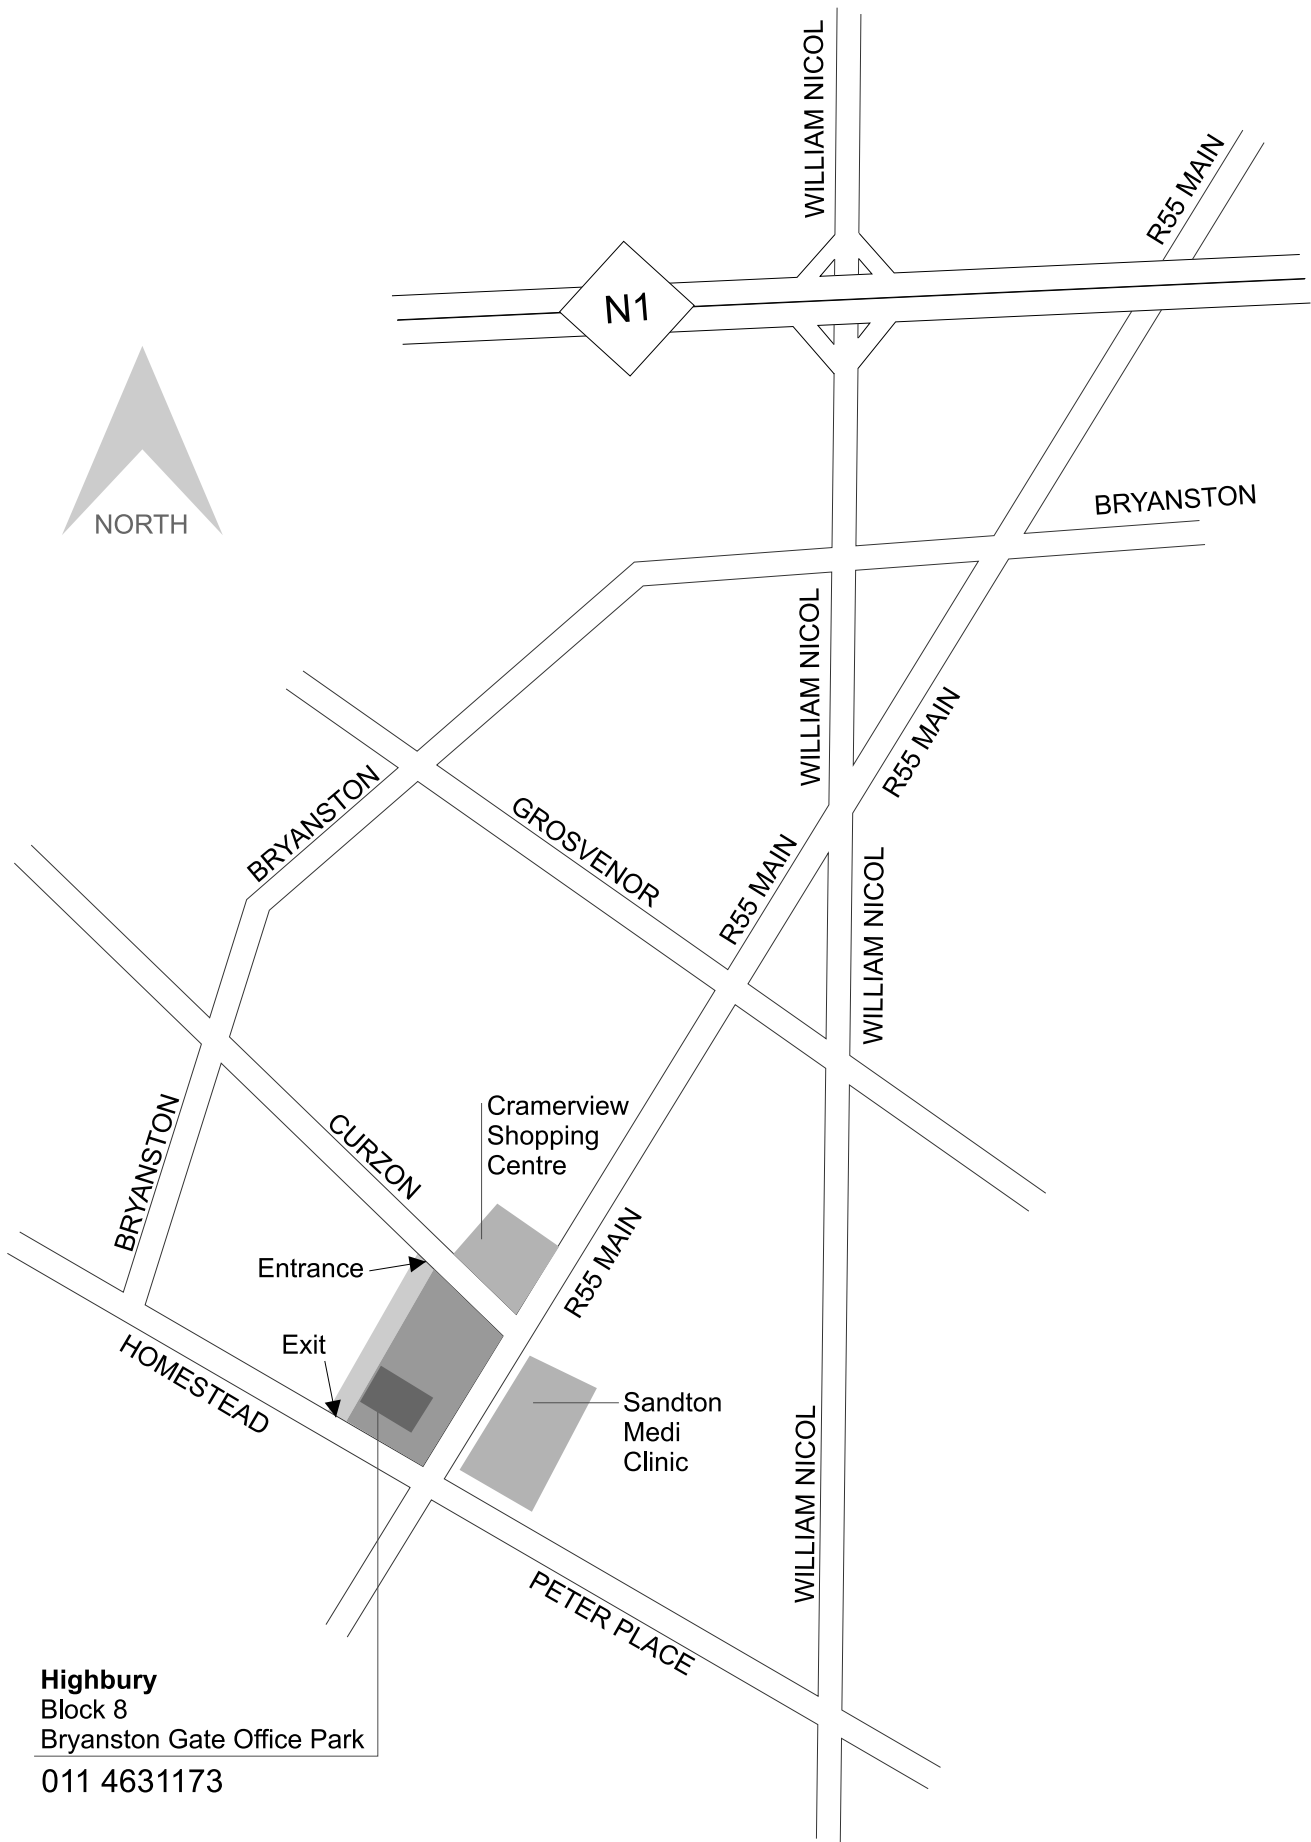 WILLIAM NICOL
R55 MAIN
N1
NORTH
BRYANSTON
WILLIAM NICOL
R55 MAIN
BRYANSTON
GROSVENOR
R55 MAIN
WILLIAM NICOL
BRYANSTON
CURZON
Cramerview
Shopping
Centre
Entrance
R55 MAIN
Exit
HOMESTEAD
Sandton
Medi
Clinic
WILLIAM NICOL
PETER PLACE
Highbury
Block 8
Bryanston Gate Office Park
011 4631173